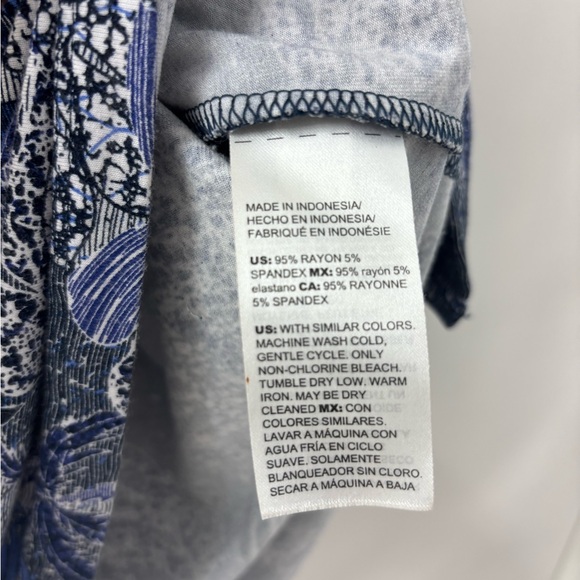 MADE IN INDONESIA/
HECHO EN INDONESIA/
FABRIQUÉ EN INDONÉSIE
US: 95% RAYON 5%
SPANDEX MX: 95% rayón 5%
elastano CA: 95% RAYONNE
5% SPANDEX
US: WITH SIMILAR COLORS.
MACHINE WASH COLD,
GENTLE CYCLE. ONLY
NON-CHLORINE BLEACH.
TUMBLE DRY LOW. WARM
IRON. MAY BE DRY
CLEANED MX: CON
COLORES SIMILARES.
LAVAR A MÁQUINA CON
AGUA FRÍA EN CICLO
SUAVE. SOLAMENTE
BLANQUEADOR SIN CLORO.
SECAR A MÁQUINA A BAJA